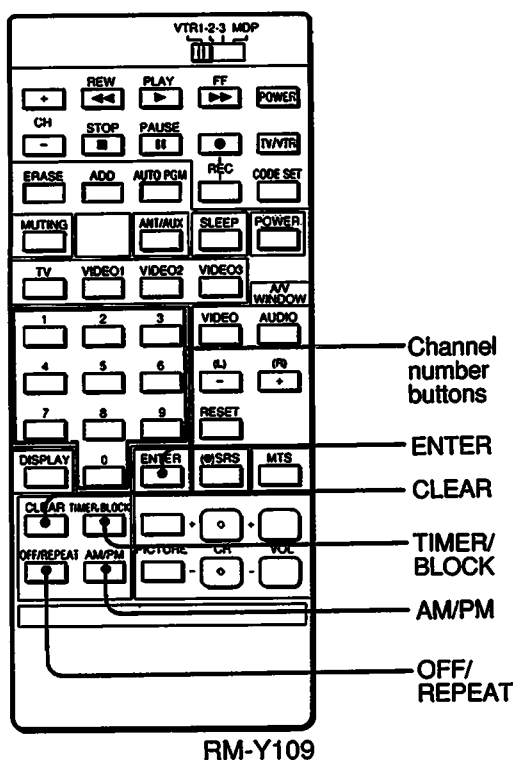 VTR1-2-3 MDP
REW PLAY FF
+ POWER
CH STOP PAUSE
- TV/VTR
ERASE ADD AUTO PGM REC CODE SET
MUTING ANT/AUX SLEEP POWER
TV VIDEO1 VIDEO2 VIDEO3
A/V
WINDOW
1 2 3 VIDEO AUDIO
4 5 6 (L) (R)
- +
7 8 9 RESET
DISPLAY 0 ENTER (●)SRS MTS
CLEAR TIMER/BLOCK + +
OFF/REPEAT AM/PM PICTURE - CH - VOL
Channel
number
buttons
ENTER
CLEAR
TIMER/
BLOCK
AM/PM
OFF/
REPEAT
RM-Y109